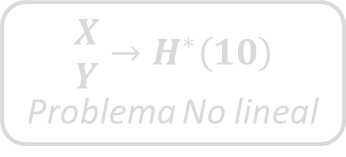 X
Y → H*(10)
Problema No lineal